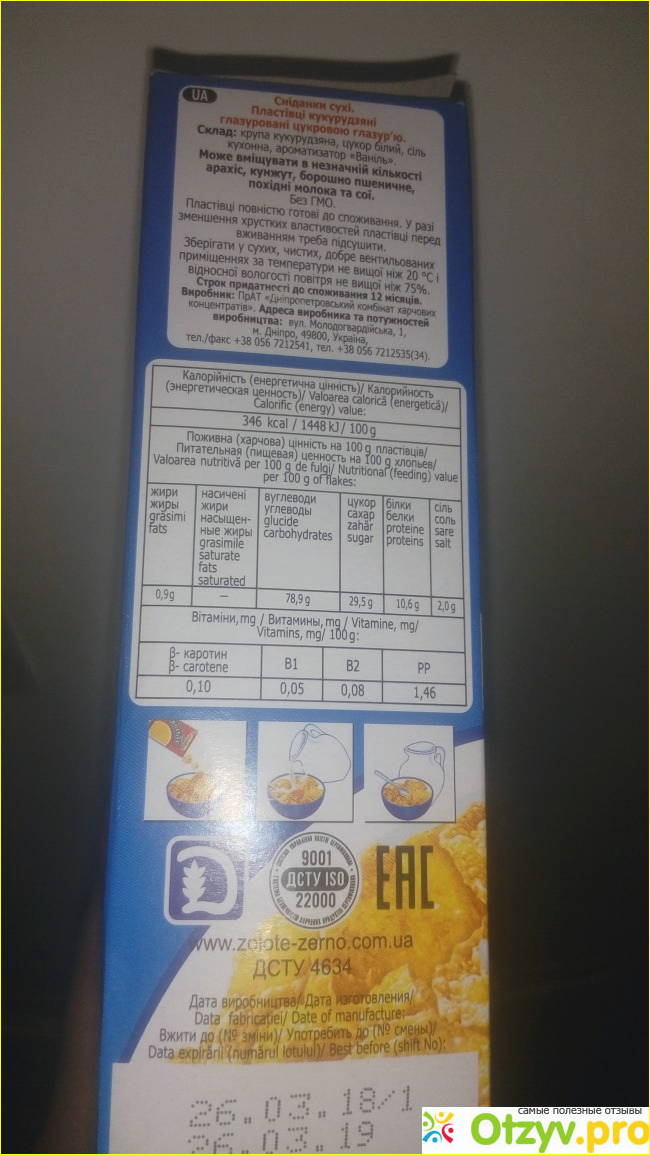 UA
Сніданки сухі.
Пластівці кукурудзяні
глазуровані цукровою глазур'ю.
Склад: крупа кукурудзяна, цукор білий, сіль
кухонна, ароматизатор «Ваніль».
Може вміщувати в незначній кількості
арахіс, кунжут, борошно пшеничне,
похідні молока та сої.
Без ГМО.
Пластівці повністю готові до споживання. У разі
зменшення хрустких властивостей пластівці перед
вживанням треба підсушити.
Зберігати у сухих, чистих, добре вентильованих
приміщеннях за температури не вищої ніж 20 °С і
відносної вологості повітря не вищої ніж 75%.
Строк придатності до споживання 12 місяців.
Виробник: ПрАТ «Дніпропетровський комбінат харчових
концентратів». Адреса виробника та потужностей
виробництва: вул. Молодогвардійська, 1,
м. Дніпро, 49800, Україна,
тел./факс +38 056 7212541, тел. +38 056 7212535(34).
Калорійність (енергетична цінність)/ Калорийность
(энергетическая ценность)/ Valoarea calorică (energetică)/
Calorific (energy) value:
346 kcal / 1448 kJ / 100 g
Поживна (харчова) цінність на 100 g пластівців/
Питательная (пищевая) ценность на 100 g хлопьев/
Valoarea nutritivă per 100 g de fulgi/ Nutritional (feeding) value
per 100 g of flakes:
жири
жиры
grăsimi
fats
насичені
жири
насыщен-
ные жиры
grasimile
saturate
fats
saturated
вуглеводи
углеводы
glucide
carbohydrates
цукор
сахар
zahăr
sugar
білки
белки
proteine
proteins
сіль
соль
sare
salt
0,9g — 78,9 g 29,5 g 10,6 g 2,0 g
Вітаміни, mg / Витамины, mg / Vitamine, mg/
Vitamins, mg/ 100 g:
β- каротин
β- carotene
B1 B2 PP
0,10 0,05 0,08 1,46
9001
ДСТУ ISO
22000
EAC
www.zolote-zerno.com.ua
ДСТУ 4634
Дата виробництва/ Дата изготовления/
Data fabricației/ Date of manufacture:
Вжити до (№ зміни)/ Употребить до (№ смены)/
Data expirării (numărul lotului)/ Best before (shift No):
26.03.18/1
26.03.19
самые полезные отзывы
Otzyv.pro